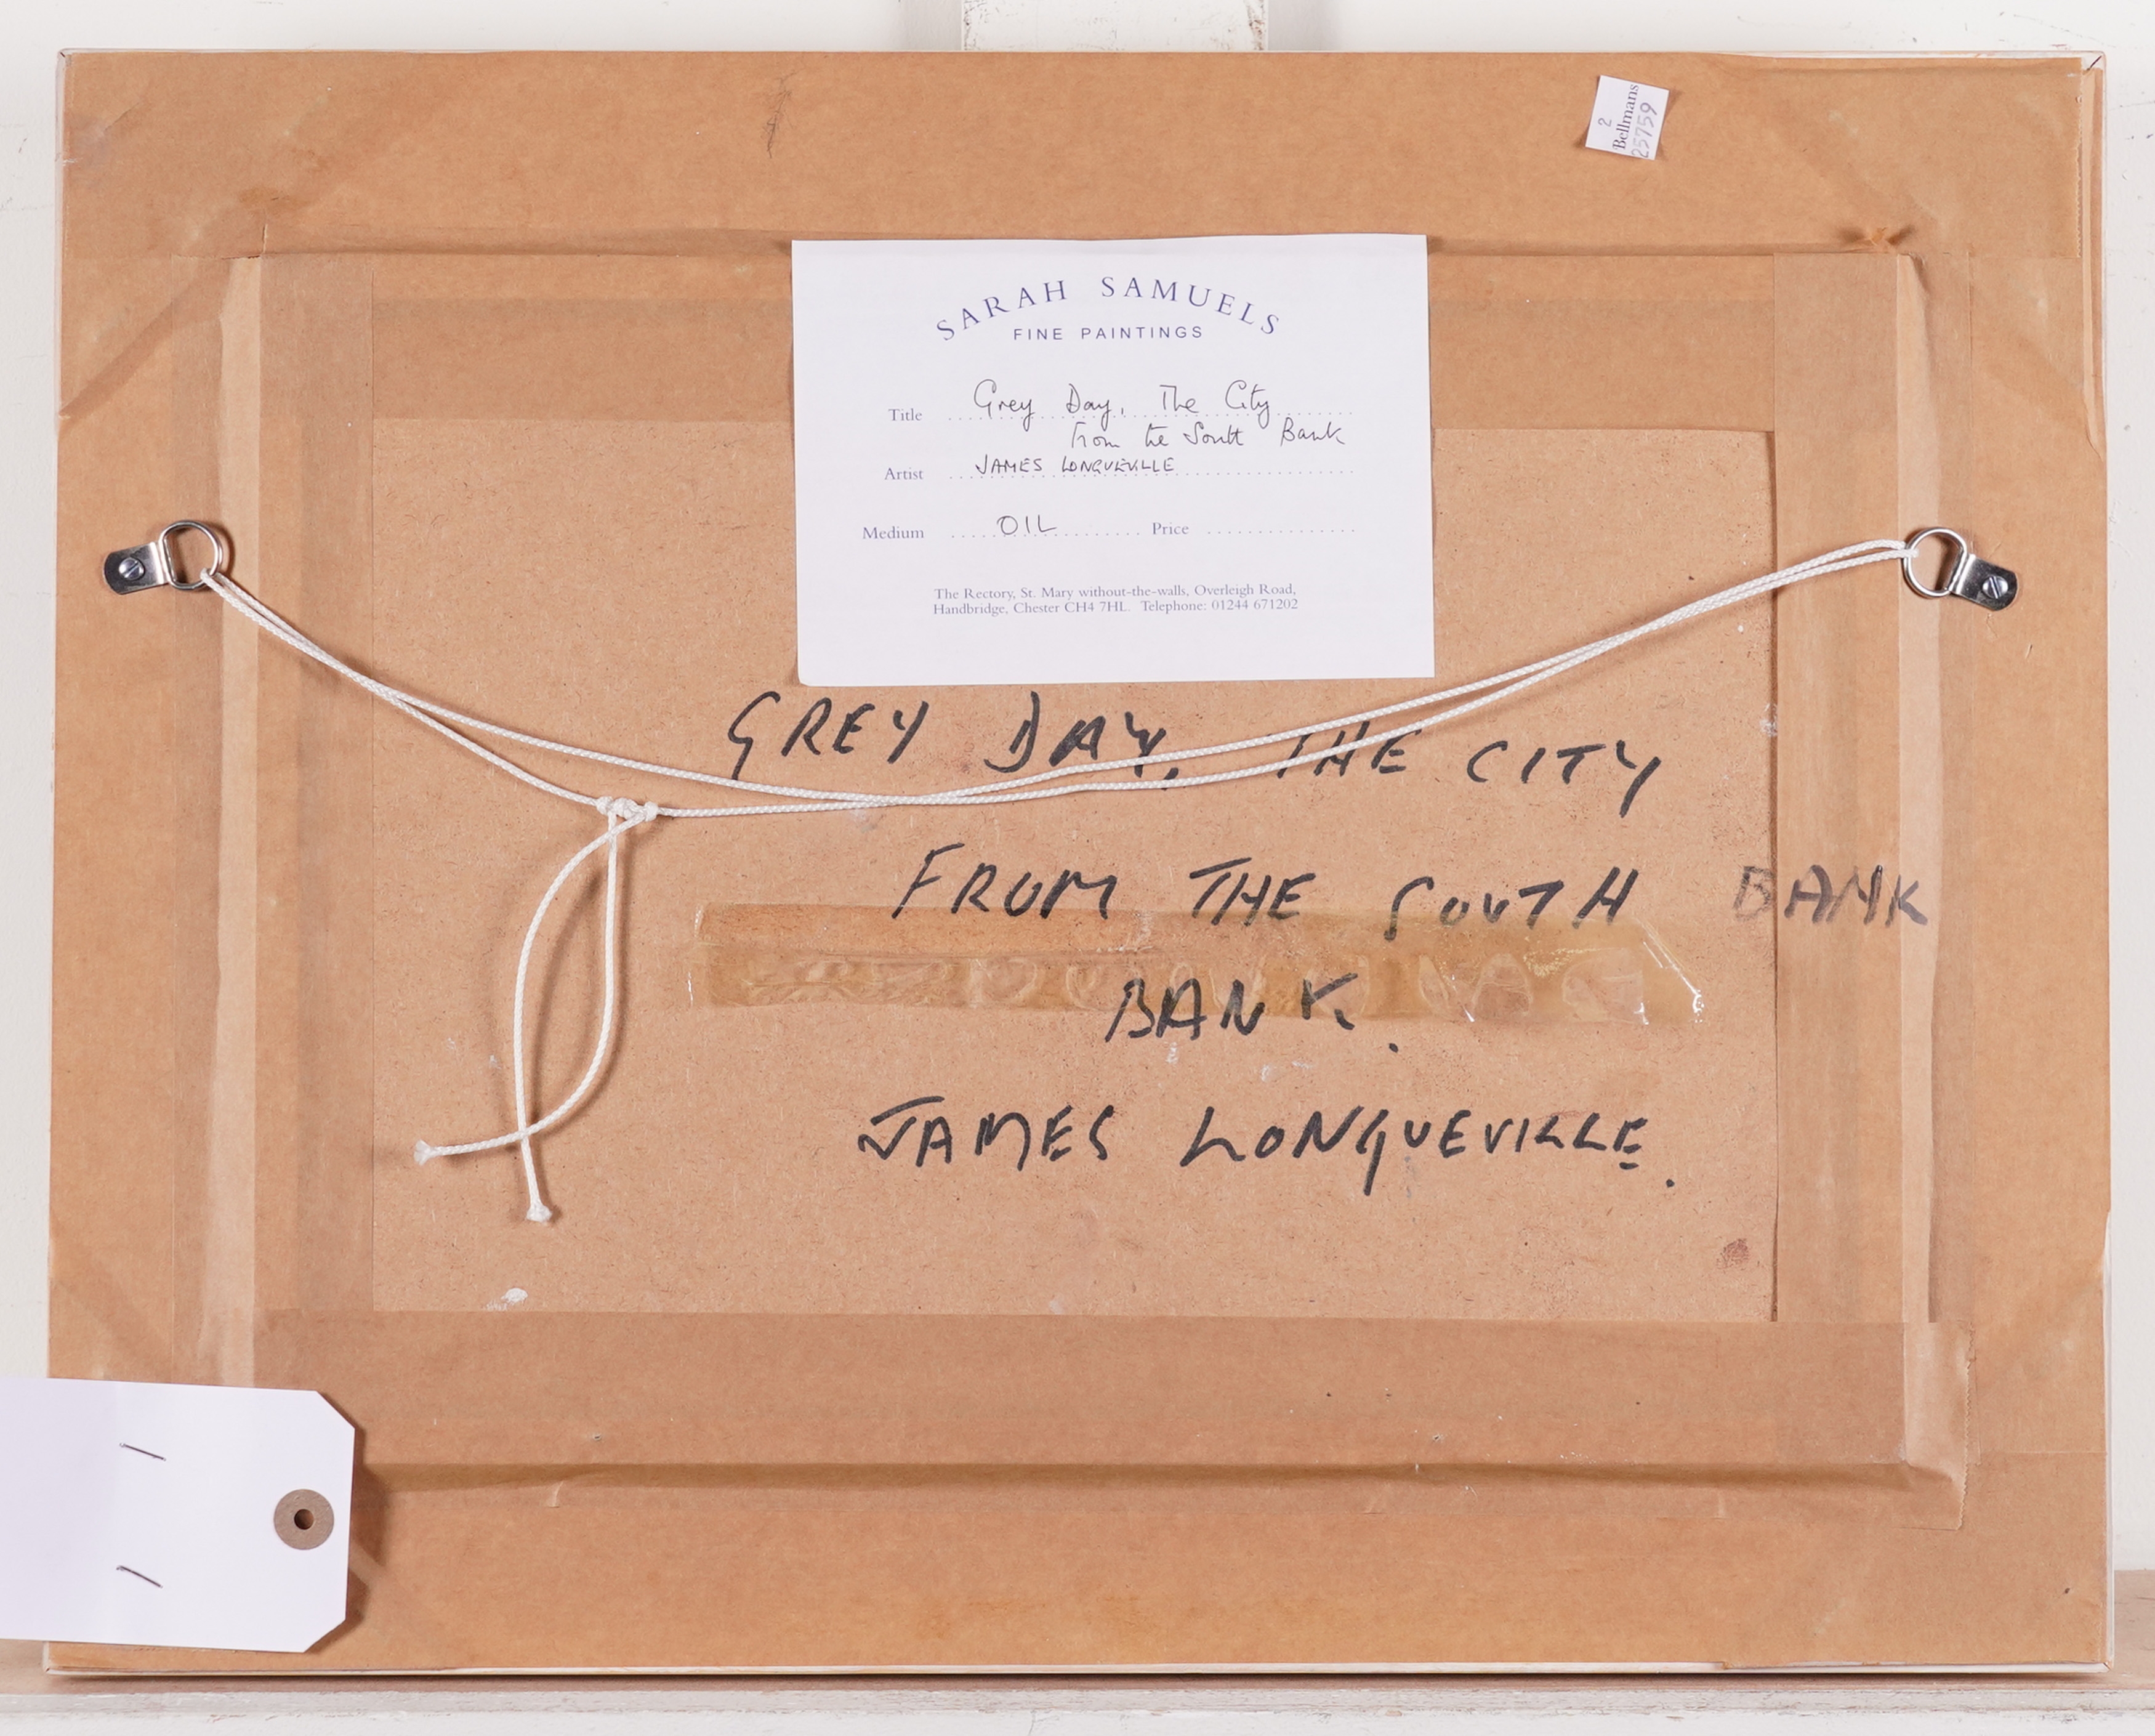 2
Bellmans
25759
SARAH SAMUELS
FINE PAINTINGS
Title Grey Day, The City
from the South Bank
Artist JAMES LONGUEVILLE
Medium OIL Price
The Rectory, St. Mary without-the-walls, Overleigh Road,
Handbridge, Chester CH4 7HL. Telephone: 01244 671202
GREY DAY, THE CITY
FROM THE SOUTH BANK
BANK.
JAMES LONGUEVILLE.